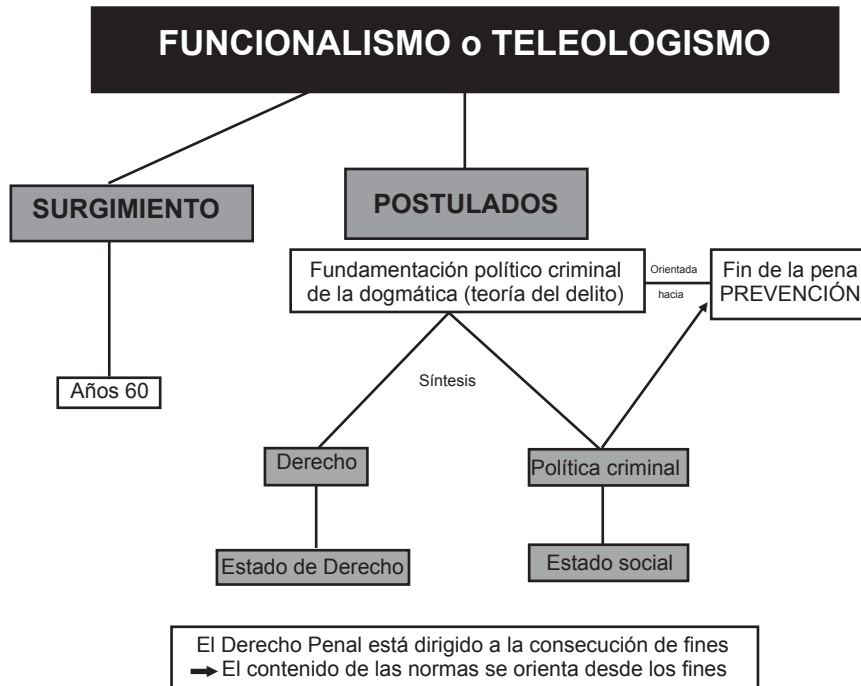 FUNCIONALISMO o TELEOLOGISMO
SURGIMIENTO
POSTULADOS
Fundamentación político criminal
de la dogmática (teoría del delito)
Orientada
hacia
Fin de la pena
PREVENCIÓN
Años 60
Síntesis
Derecho
Política criminal
Estado de Derecho
Estado social
El Derecho Penal está dirigido a la consecución de fines
El contenido de las normas se orienta desde los fines